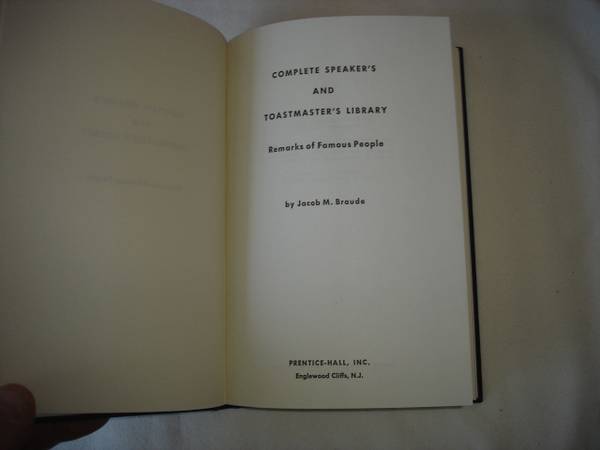 COMPLETE SPEAKER'S
AND
TOASTMASTER'S LIBRARY
Remarks of Famous People
by Jacob M. Braude
PRENTICE-HALL, INC.
Englewood Cliffs, N.J.